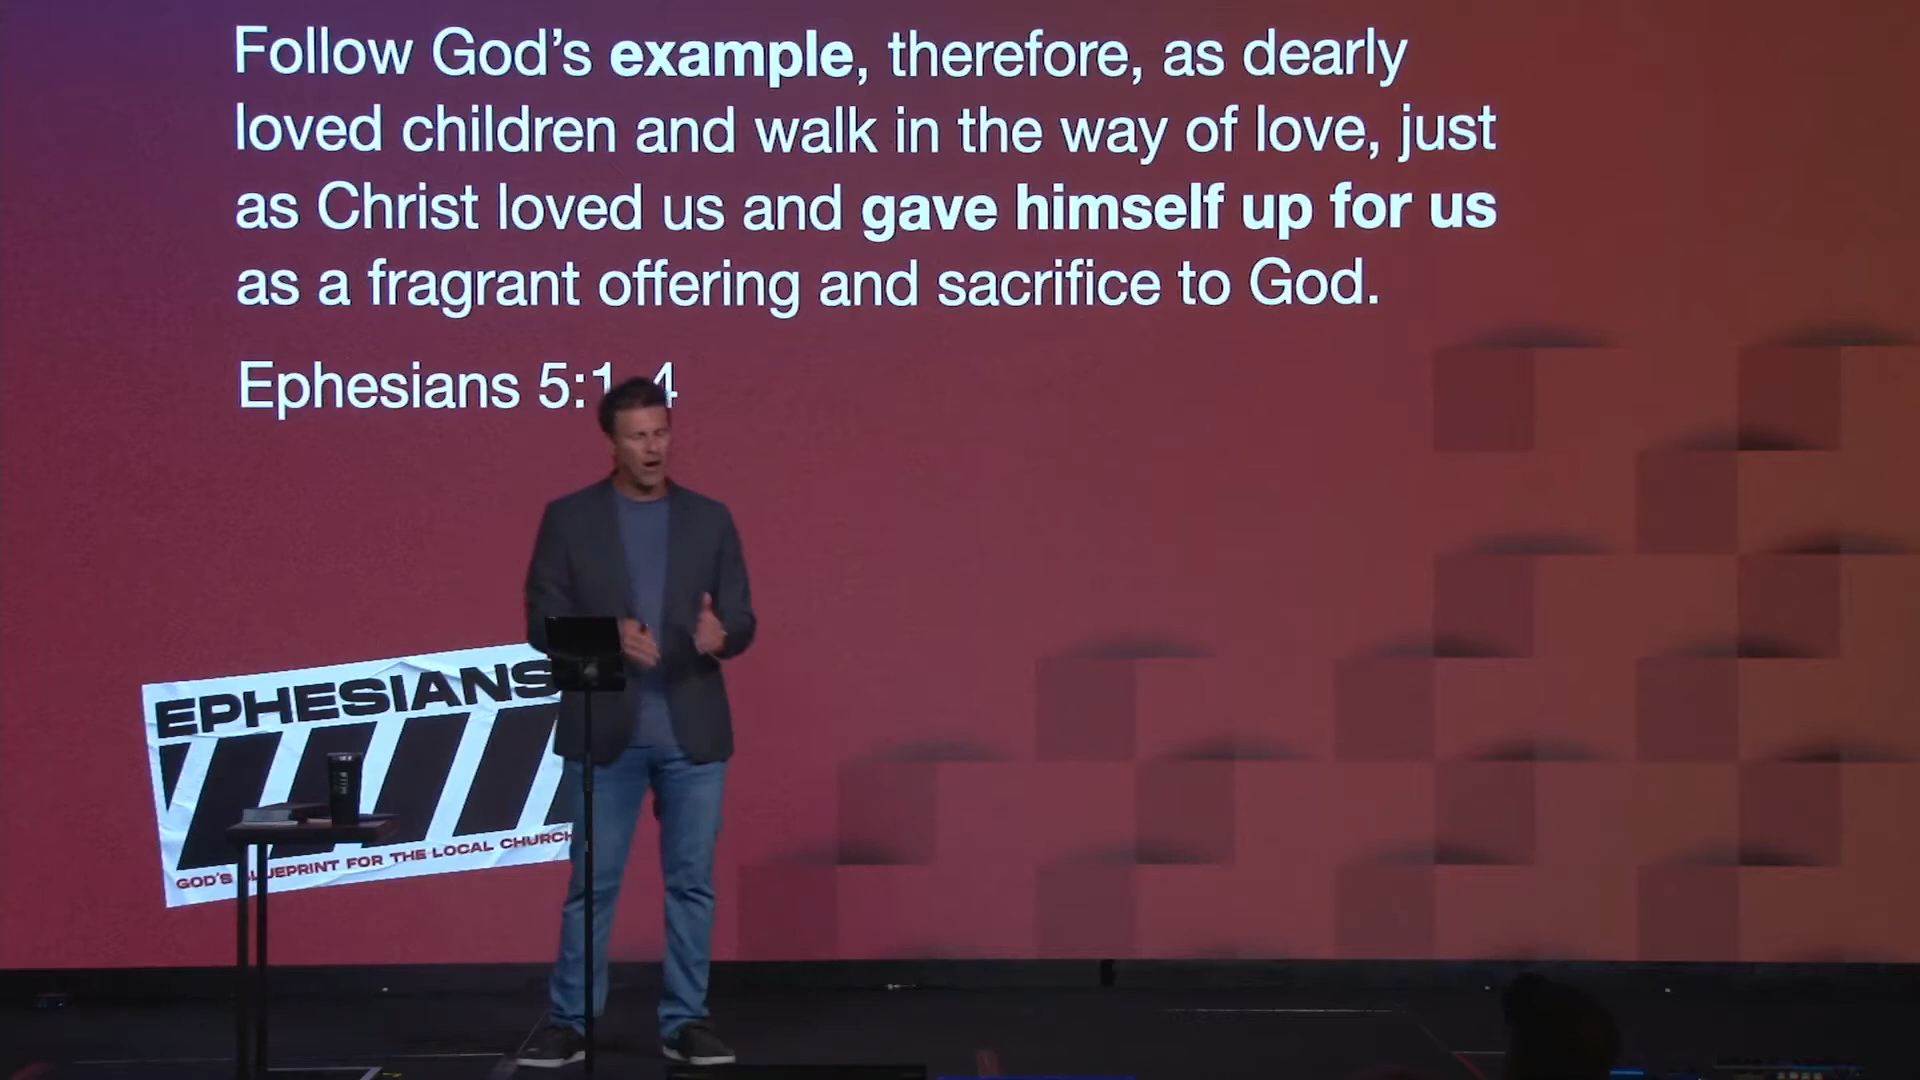 Follow God's example, therefore, as dearly
loved children and walk in the way of love, just
as Christ loved us and gave himself up for us
as a fragrant offering and sacrifice to God.
Ephesians 5:1 4
EPHESIANS
GOD'S BLUEPRINT FOR THE LOCAL CHURCH